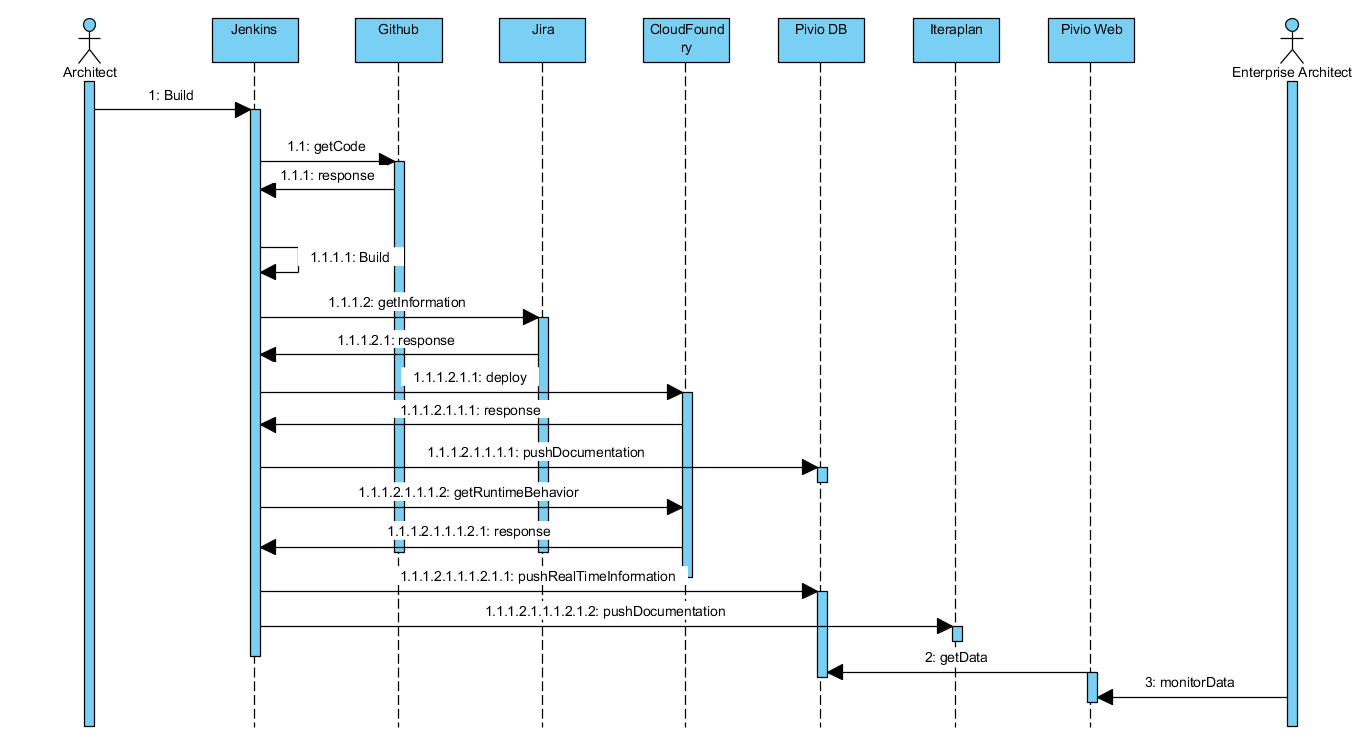 Jenkins
Github
Jira
CloudFound
ry
Pivio DB
Iteraplan
Pivio Web
Architect
Enterprise Architect
1: Build
1.1: getCode
1.1.1: response
1.1.1.1: Build
1.1.1.2: getInformation
1.1.1.2.1: response
1.1.1.2.1.1: deploy
1.1.1.2.1.1.1: response
1.1.1.2.1.1.1.1: pushDocumentation
1.1.1.2.1.1.1.2: getRuntimeBehavior
1.1.1.2.1.1.1.2.1: response
1.1.1.2.1.1.1.2.1.1: pushRealTimeInformation
1.1.1.2.1.1.1.2.1.2: pushDocumentation
2: getData
3: monitorData